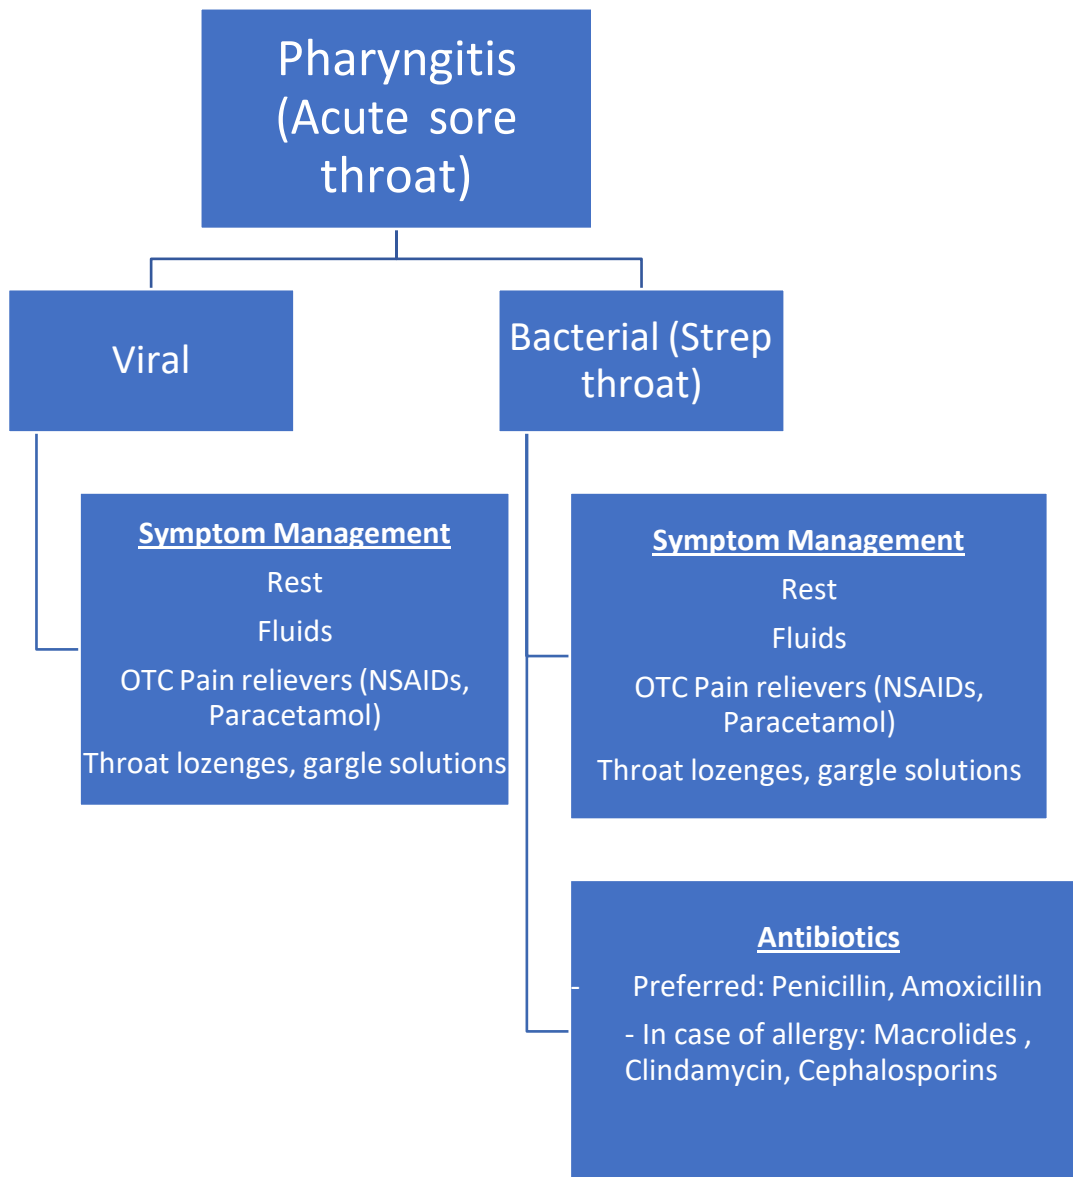 Pharyngitis
(Acute sore
throat)
Viral
Bacterial (Strep
throat)
Symptom Management
Rest
Fluids
OTC Pain relievers (NSAIDs,
Paracetamol)
Throat lozenges, gargle solutions
Symptom Management
Rest
Fluids
OTC Pain relievers (NSAIDs,
Paracetamol)
Throat lozenges, gargle solutions
Antibiotics
- Preferred: Penicillin, Amoxicillin
- In case of allergy: Macrolides ,
Clindamycin, Cephalosporins